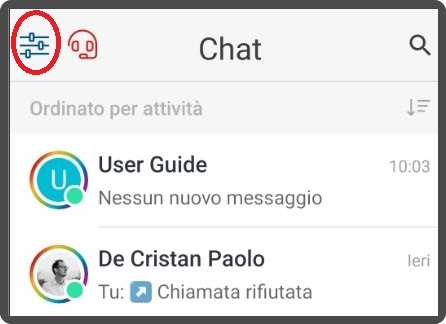 Chat
Ordinato per attività
User Guide
10:03
U
Nessun nuovo messaggio
De Cristan Paolo
Ieri
Tu: Chiamata rifiutata